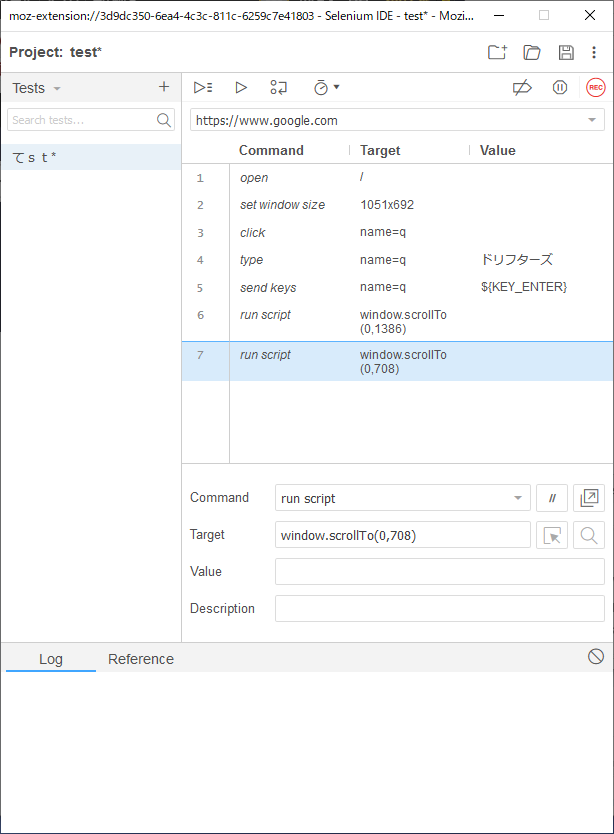 moz-extension://3d9dc350-6ea4-4c3c-811c-6259c7e41803 - Selenium IDE - test* - Mozi...
Project: test*
Tests
Search tests...
てｓｔ*
REC
https://www.google.com
Command Target Value
1 open /
2 set window size 1051x692
3 click name=q
4 type name=q ドリフターズ
5 send keys name=q ${KEY_ENTER}
6 run script window.scrollTo
(0,1386)
7 run script window.scrollTo
(0,708)
Command run script //
Target window.scrollTo(0,708)
Value
Description
Log Reference